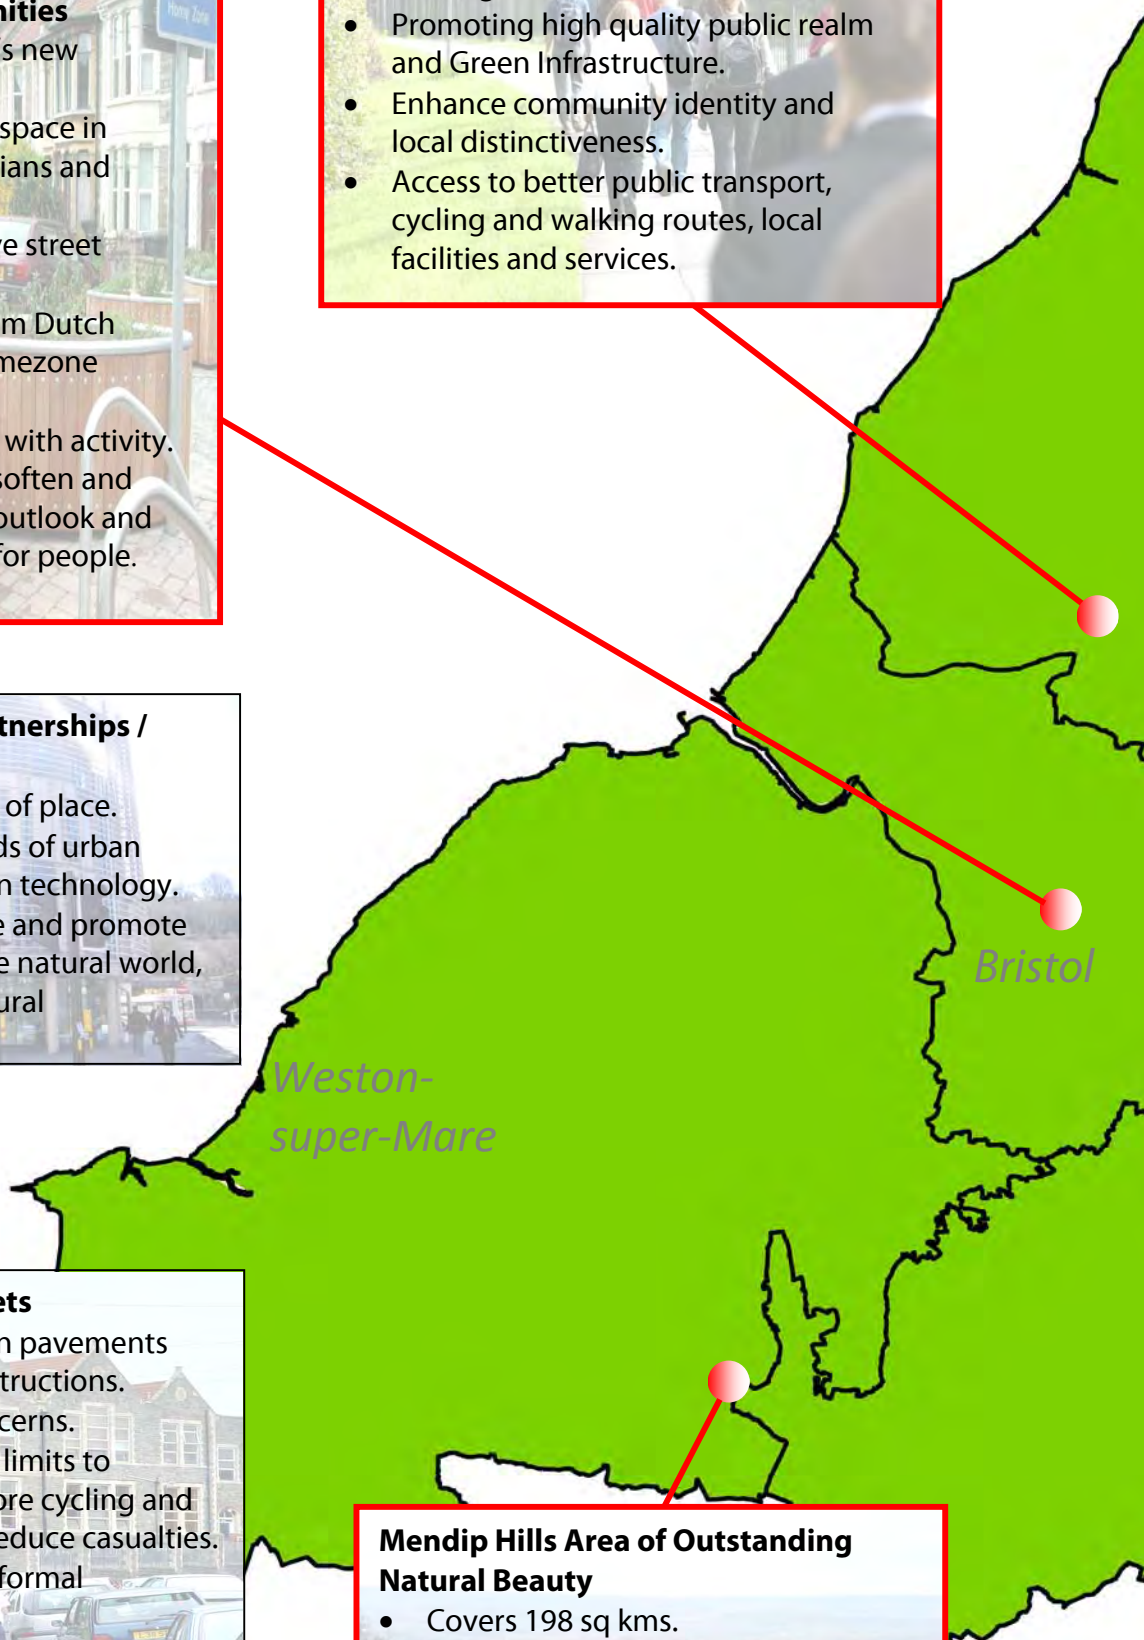 nities
s new
space in
ians and
e street
m Dutch
mezone
with activity.
soften and
outlook and
for people.
Home Zone
• Promoting high quality public realm
and Green Infrastructure.
• Enhance community identity and
local distinctiveness.
• Access to better public transport,
cycling and walking routes, local
facilities and services.
tnerships /
of place.
ds of urban
n technology.
e and promote
e natural world,
ural
Bristol
Weston-
super-Mare
ets
n pavements
tructions.
cerns.
limits to
ore cycling and
educe casualties.
formal
Mendip Hills Area of Outstanding
Natural Beauty
• Covers 198 sq kms.